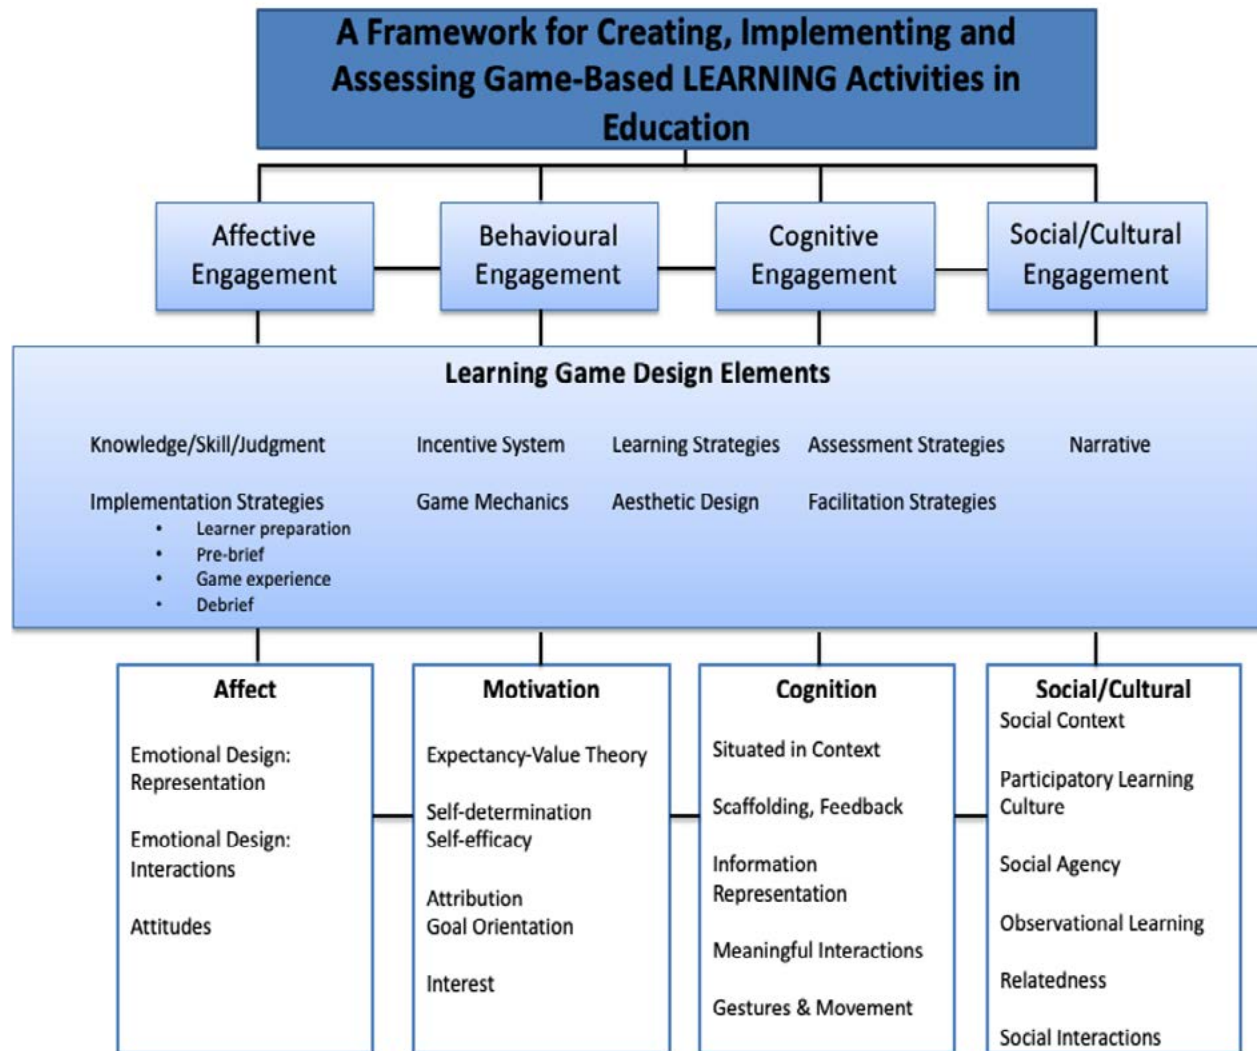 A Framework for Creating, Implementing and
Assessing Game-Based LEARNING Activities in
Education
Affective
Engagement
Behavioural
Engagement
Cognitive
Engagement
Social/Cultural
Engagement
Learning Game Design Elements
Knowledge/Skill/Judgment
Incentive System
Learning Strategies
Assessment Strategies
Narrative
Implementation Strategies
Game Mechanics
Aesthetic Design
Facilitation Strategies
• Learner preparation
• Pre-brief
• Game experience
• Debrief
Affect
Emotional Design:
Representation
Emotional Design:
Interactions
Attitudes
Motivation
Expectancy-Value Theory
Self-determination
Self-efficacy
Attribution
Goal Orientation
Interest
Cognition
Situated in Context
Scaffolding, Feedback
Information
Representation
Meaningful Interactions
Gestures & Movement
Social/Cultural
Social Context
Participatory Learning
Culture
Social Agency
Observational Learning
Relatedness
Social Interactions